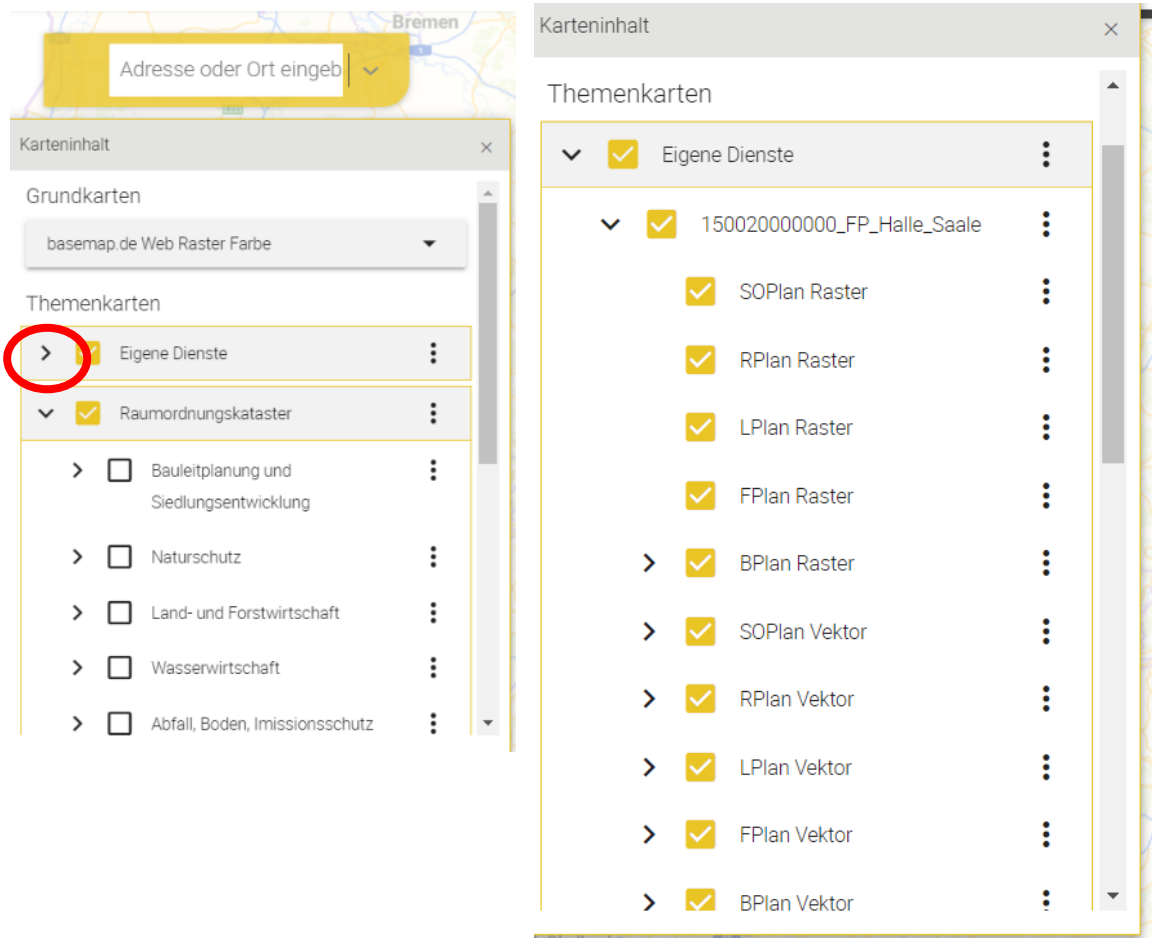 Bremen
Adresse oder Ort eingeb
Karteninhalt
Grundkarten
basemap.de Web Raster Farbe
Themenkarten
Eigene Dienste
Raumordnungskataster
Bauleitplanung und
Siedlungsentwicklung
Naturschutz
Land- und Forstwirtschaft
Wasserwirtschaft
Abfall, Boden, Imissionsschutz
Karteninhalt
Themenkarten
Eigene Dienste
150020000000_FP_Halle_Saale
SOPlan Raster
RPlan Raster
LPlan Raster
FPlan Raster
BPlan Raster
SOPlan Vektor
RPlan Vektor
LPlan Vektor
FPlan Vektor
BPlan Vektor